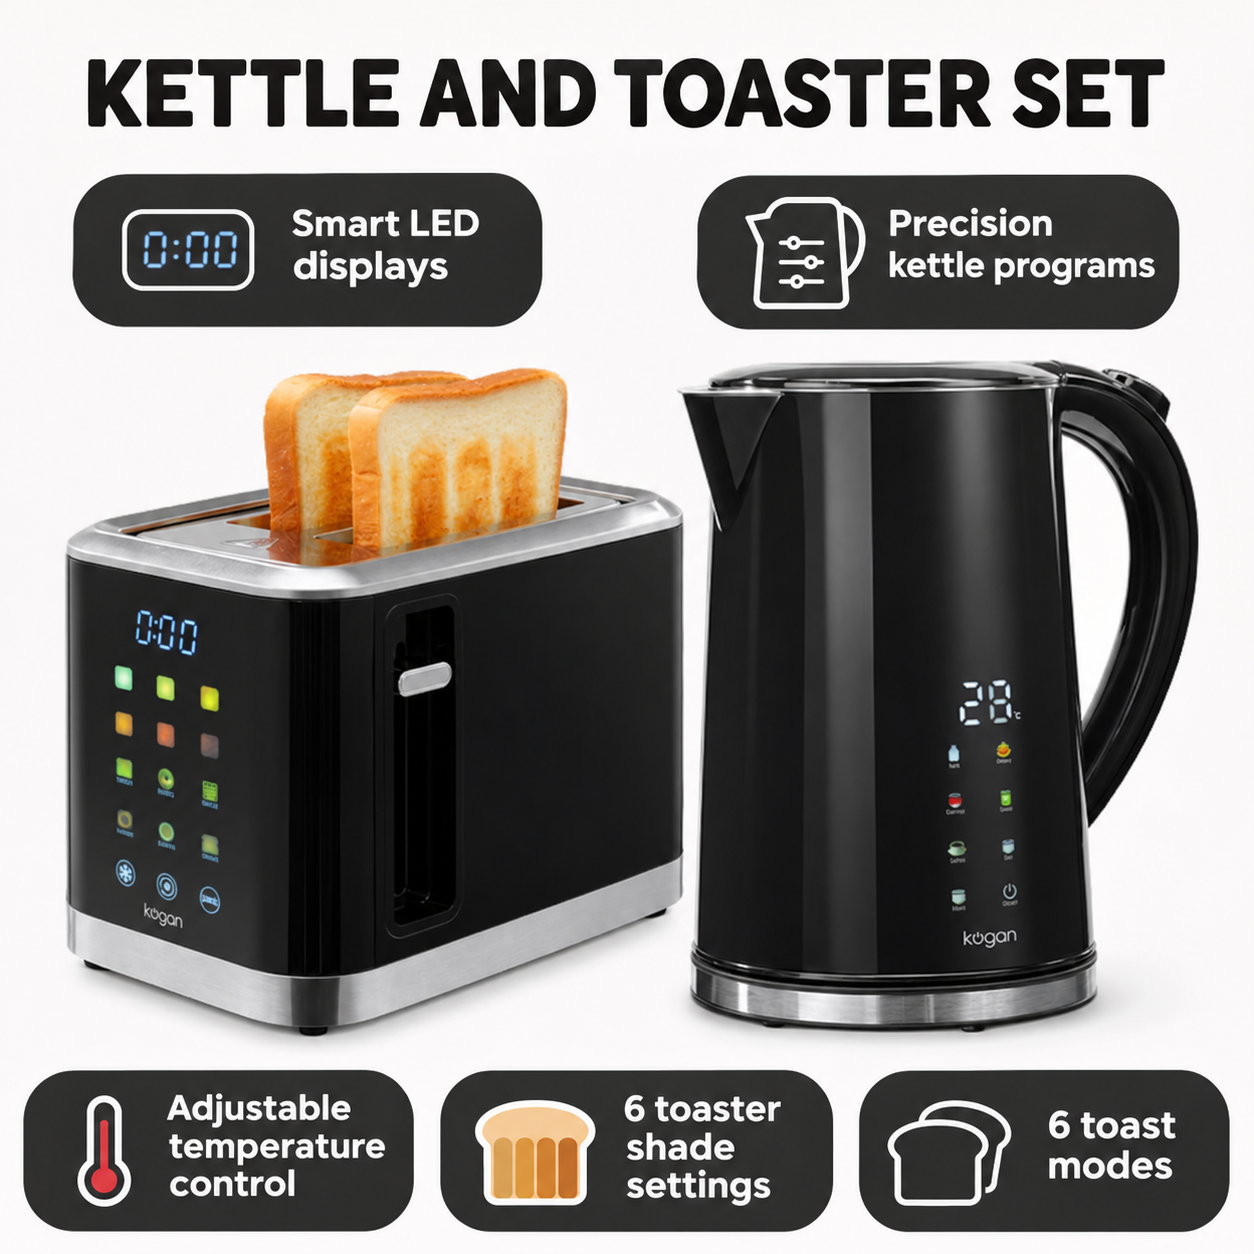 KETTLE AND TOASTER SET
0:00
Smart LED
displays
Precision
kettle programs
0:00
kogan
28
°C
kogan
Adjustable
temperature
control
6 toaster
shade
settings
6 toast
modes